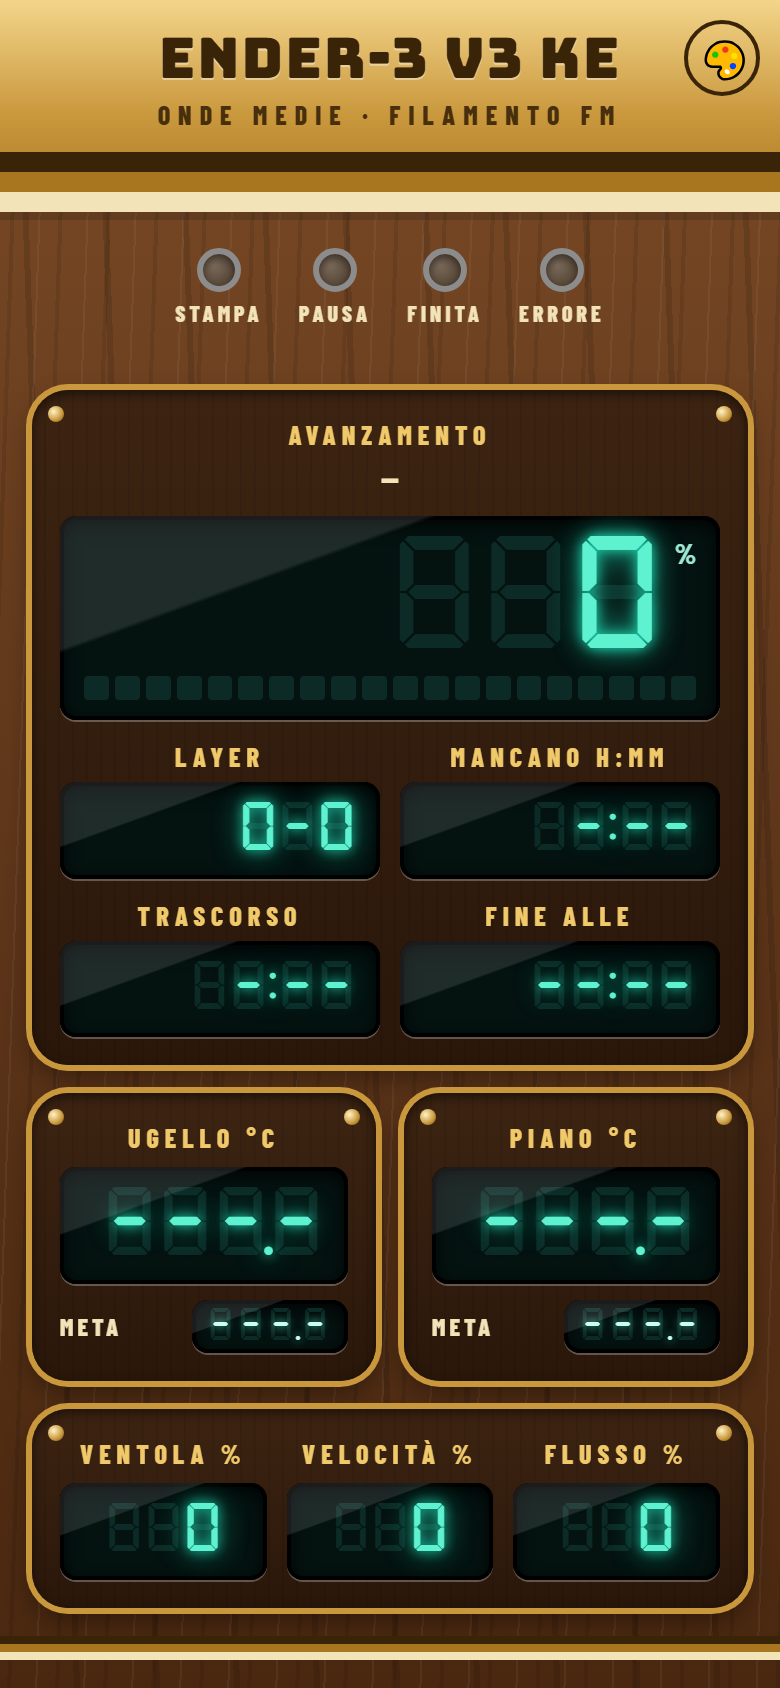 ENDER-3 V3 KE
ONDE MEDIE · FILAMENTO FM
STAMPA PAUSA FINITA ERRORE
AVANZAMENTO
—
0 %
LAYER MANCANO H:MM
0-0 -:--
TRASCORSO FINE ALLE
-:-- --:--
UGELLO °C PIANO °C
---.- ---.-
META ---.- META ---.-
VENTOLA % VELOCITÀ % FLUSSO %
0 0 0